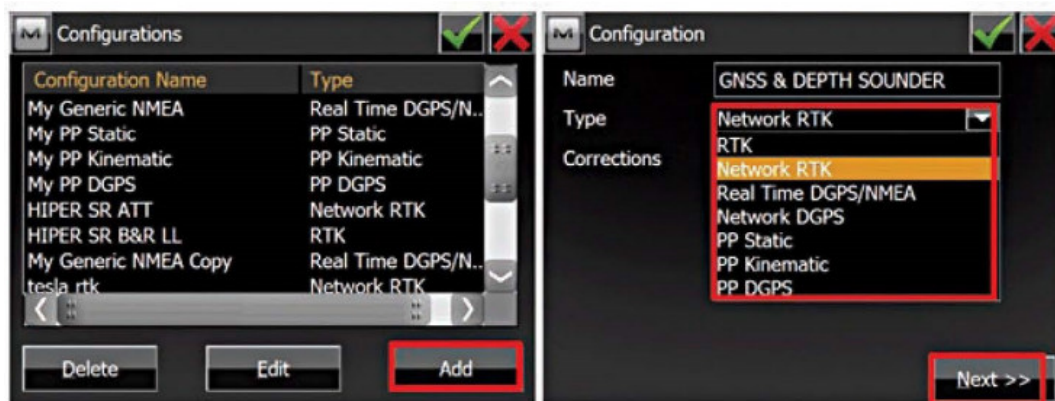 Configurations
Configuration Name Type
My Generic NMEA Real Time DGPS/N..
My PP Static PP Static
My PP Kinematic PP Kinematic
My PP DGPS PP DGPS
HIPER SR ATT Network RTK
HIPER SR B&R LL RTK
My Generic NMEA Copy Real Time DGPS/N..
tesla rtk Network RTK
Delete Edit Add
Configuration
Name GNSS & DEPTH SOUNDER
Type Network RTK
RTK
Corrections
Network RTK
Real Time DGPS/NMEA
Network DGPS
PP Static
PP Kinematic
PP DGPS
Next >>